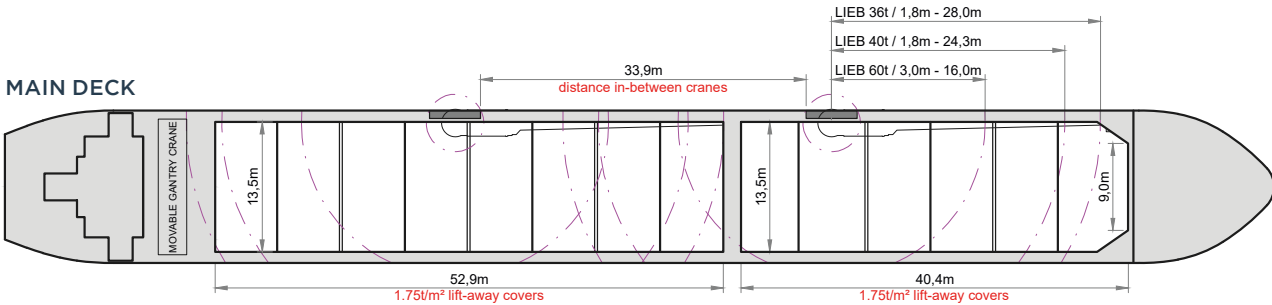 LIEB 36t / 1,8m - 28,0m
LIEB 40t / 1,8m - 24,3m
LIEB 60t / 3,0m - 16,0m
33,9m
distance in-between cranes
MAIN DECK
MOVABLE GANTRY CRANE
13,5m
13,5m
9,0m
52,9m
1.75t/m² lift-away covers
40,4m
1.75t/m² lift-away covers